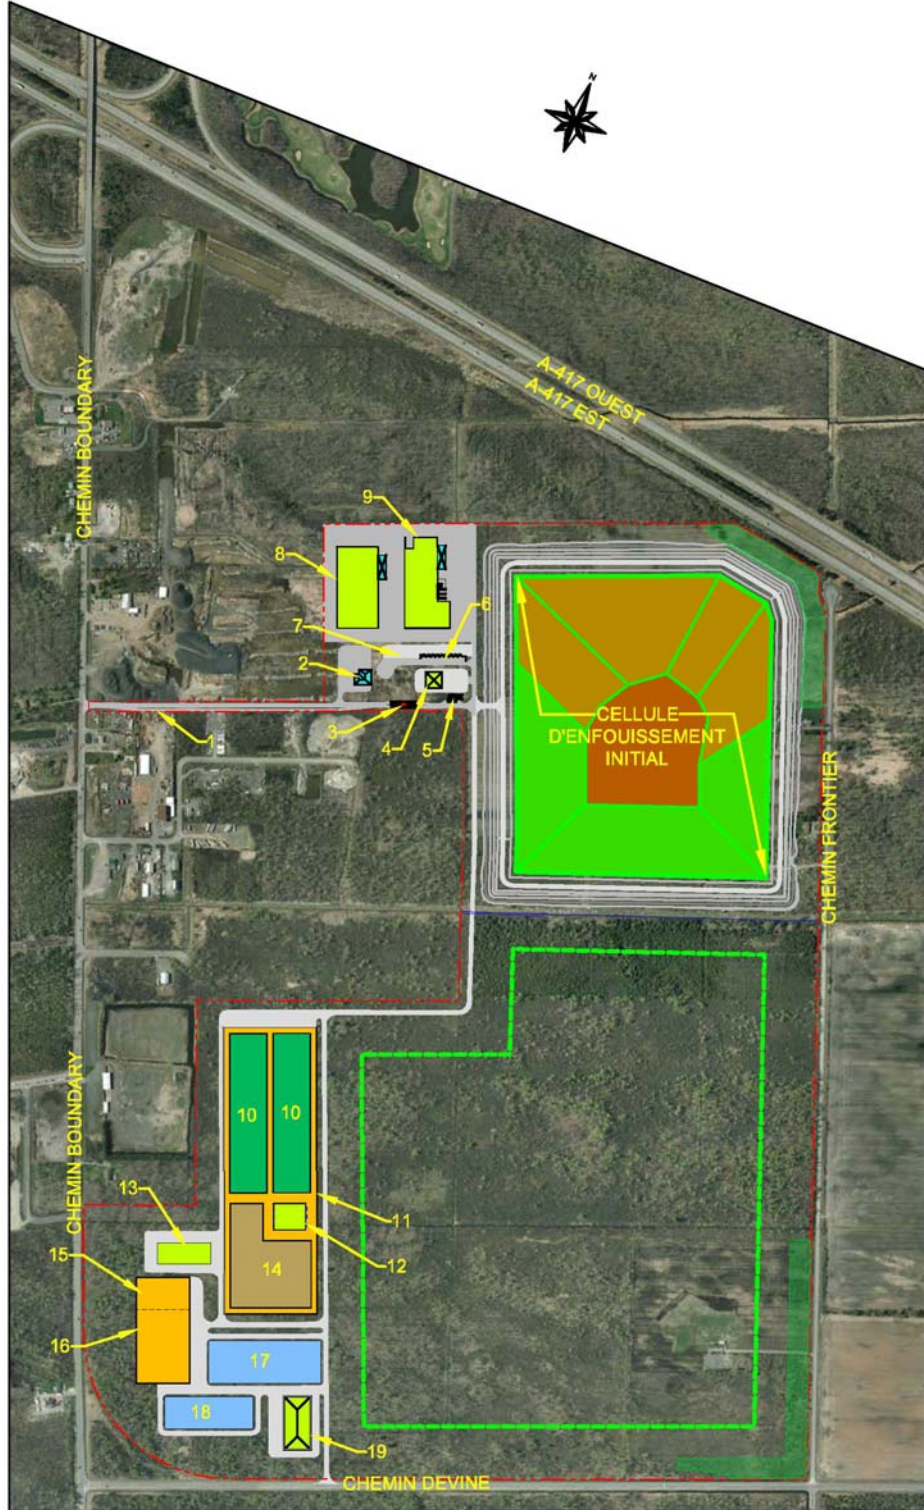 N
A-417 OUEST
A-417 EST
CHEMIN BOUNDARY
9
8
6
7
2
CELLULE
D'ENFOUISSEMENT
INITIAL
1
3
4
5
CHEMIN FRONTIER
CHEMIN BOUNDARY
10
10
13
11
15
12
14
16
17
18
19
CHEMIN DEVINE